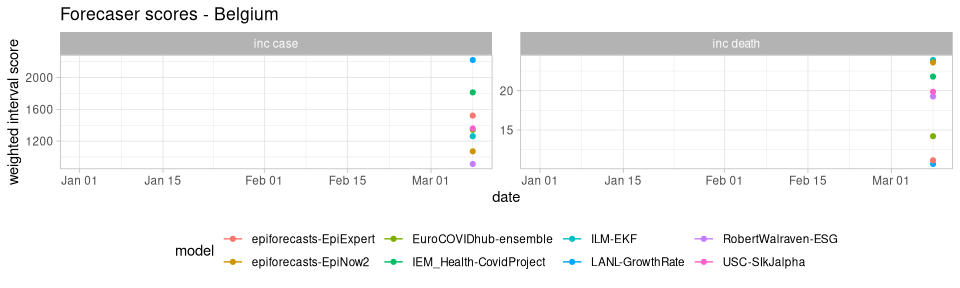 Forecaser scores - Belgium
inc case
inc death
weighted interval score
2000
1600
1200
20
15
Jan 01
Jan 15
Feb 01
Feb 15
Mar 01
Jan 01
Jan 15
Feb 01
Feb 15
Mar 01
date
model
epiforecasts-EpiExpert
EuroCOVIDhub-ensemble
ILM-EKF
RobertWalraven-ESG
epiforecasts-EpiNow2
IEM_Health-CovidProject
LANL-GrowthRate
USC-SIkJalpha